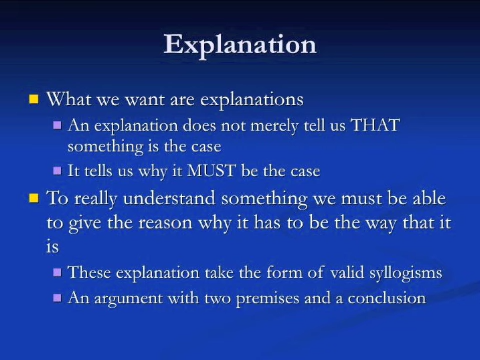 Explanation
What we want are explanations
An explanation does not merely tell us THAT
something is the case
It tells us why it MUST be the case
To really understand something we must be able
to give the reason why it has to be the way that it
is
These explanation take the form of valid syllogisms
An argument with two premises and a conclusion